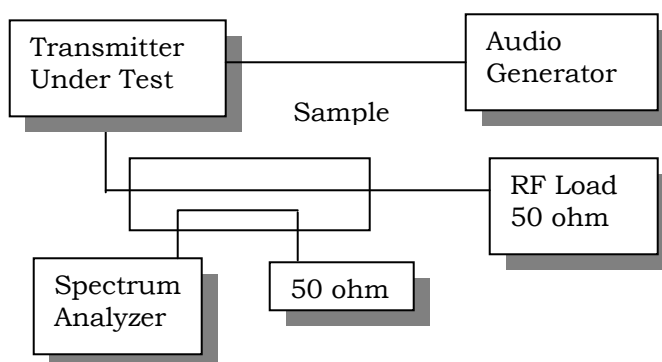 Transmitter
Under Test
Audio
Generator
Sample
RF Load
50 ohm
Spectrum
Analyzer
50 ohm